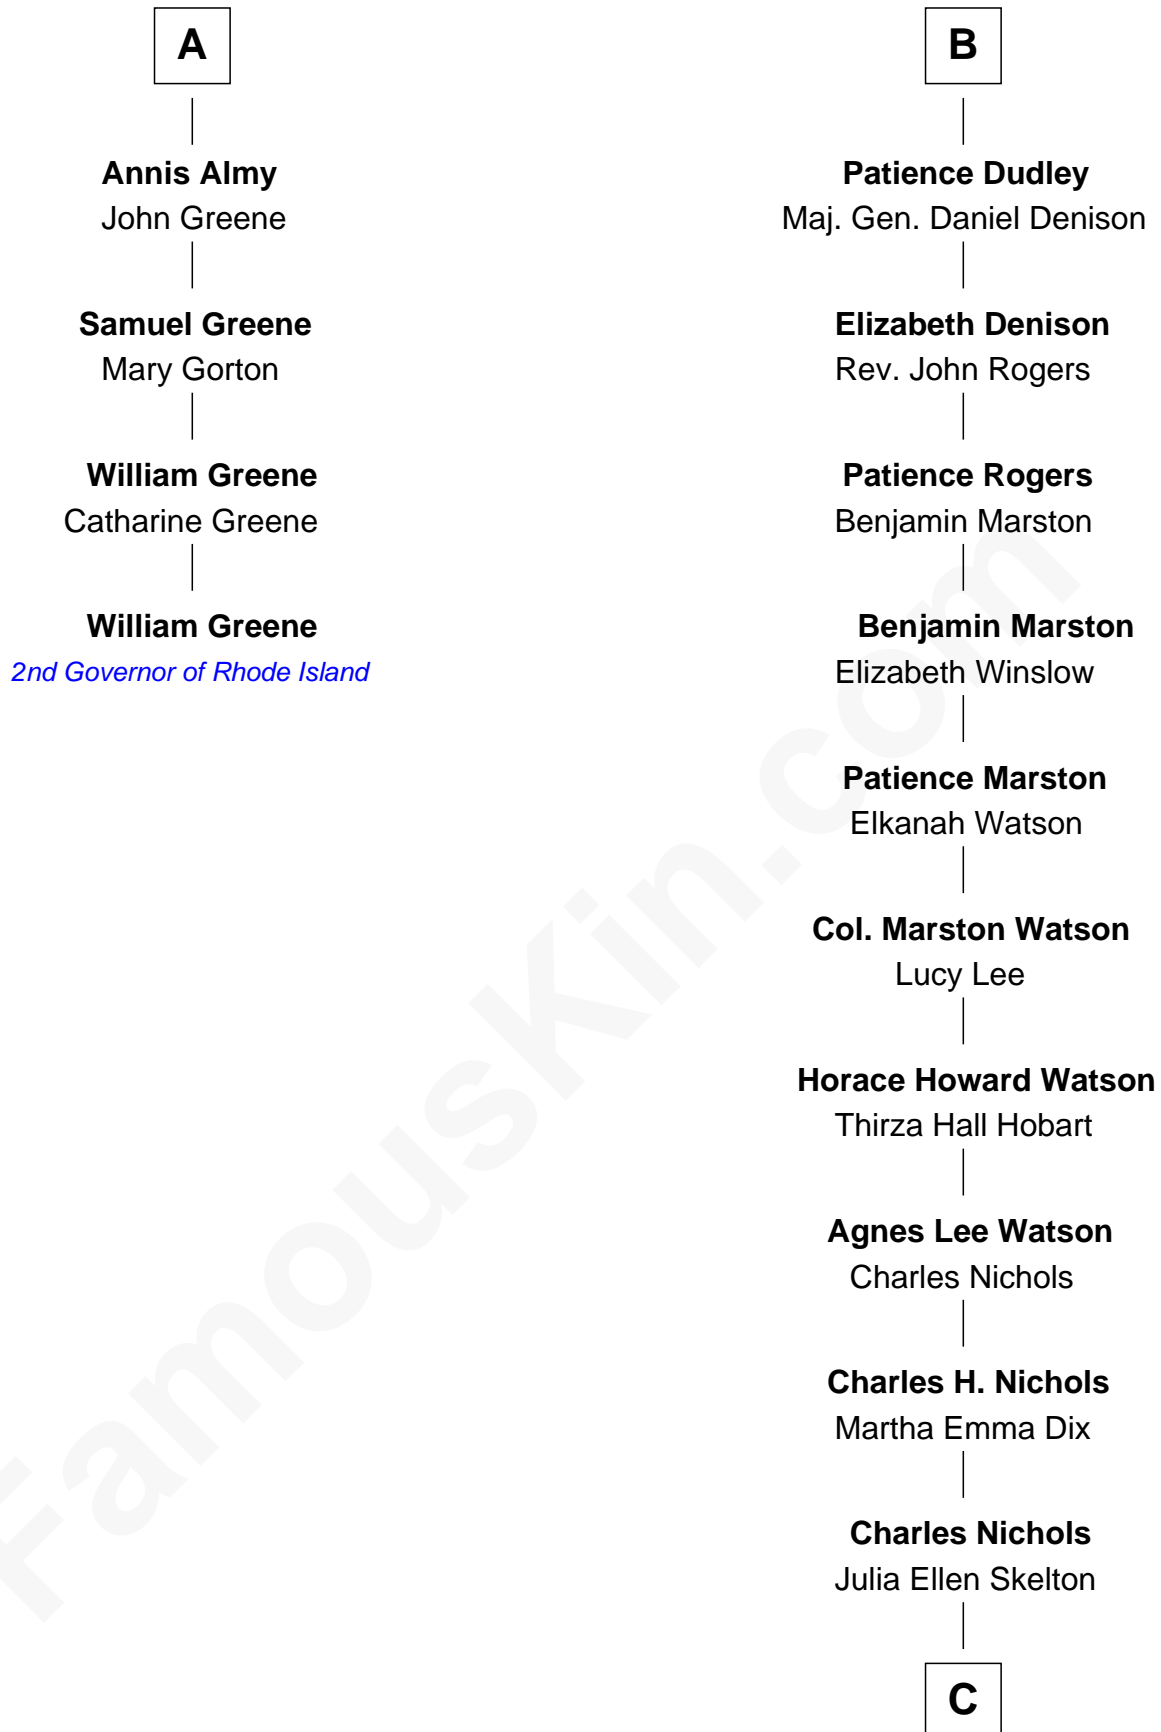 A
Annis Almy
John Greene
Samuel Greene
Mary Gorton
William Greene
Catharine Greene
William Greene
2nd Governor of Rhode Island
B
Patience Dudley
Maj. Gen. Daniel Denison
Elizabeth Denison
Rev. John Rogers
Patience Rogers
Benjamin Marston
Benjamin Marston
Elizabeth Winslow
Patience Marston
Elkanah Watson
Col. Marston Watson
Lucy Lee
Horace Howard Watson
Thirza Hall Hobart
Agnes Lee Watson
Charles Nichols
Charles H. Nichols
Martha Emma Dix
Charles Nichols
Julia Ellen Skelton
C
FamousKin.com